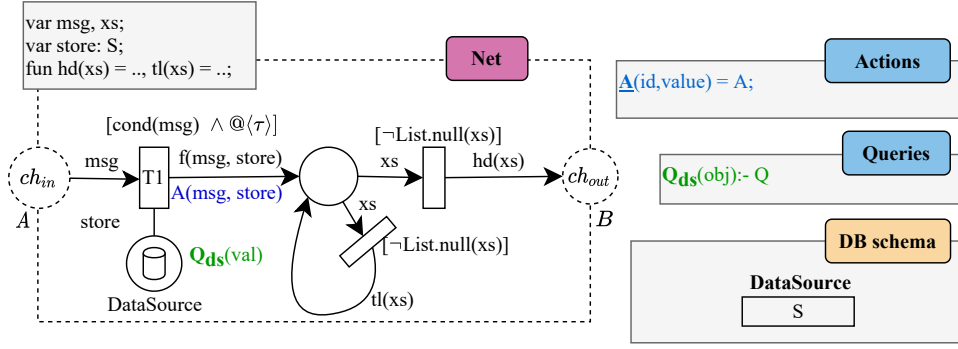 var msg, xs;
var store: S;
fun hd(xs) = .., tl(xs) = ..;
Net
Actions
A(id,value) = A;
Queries
Qds(obj):- Q
DB schema
DataSource
S
[cond(msg) ∧ @⟨τ⟩]
[¬List.null(xs)]
msg
f(msg, store)
xs
hd(xs)
ch_in
T1
ch_out
A(msg, store)
A
store
xs
B
[¬List.null(xs)]
Qds(val)
DataSource
tl(xs)